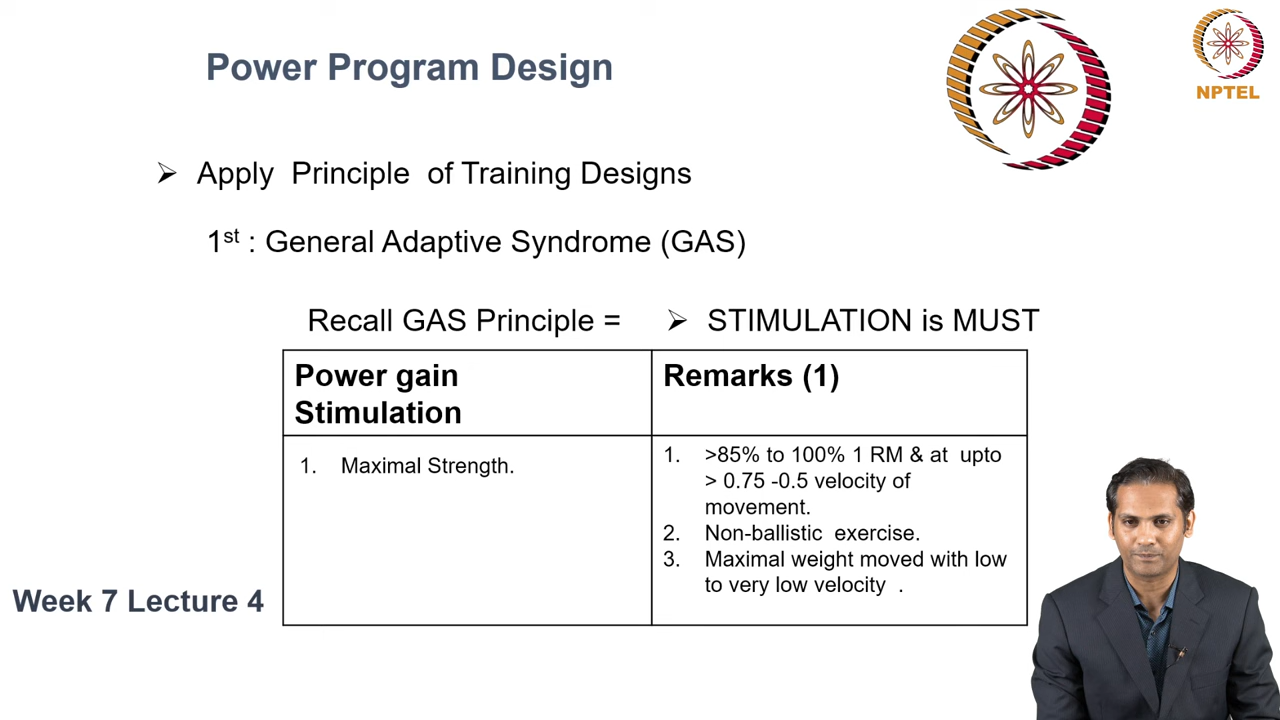 Power Program Design
NPTEL
➢ Apply Principle of Training Designs
1st : General Adaptive Syndrome (GAS)
Recall GAS Principle = ➢ STIMULATION is MUST
Power gain
Stimulation
Remarks (1)
1. Maximal Strength.
1. >85% to 100% 1 RM & at upto
> 0.75 -0.5 velocity of
movement.
2. Non-ballistic exercise.
3. Maximal weight moved with low
to very low velocity .
Week 7 Lecture 4